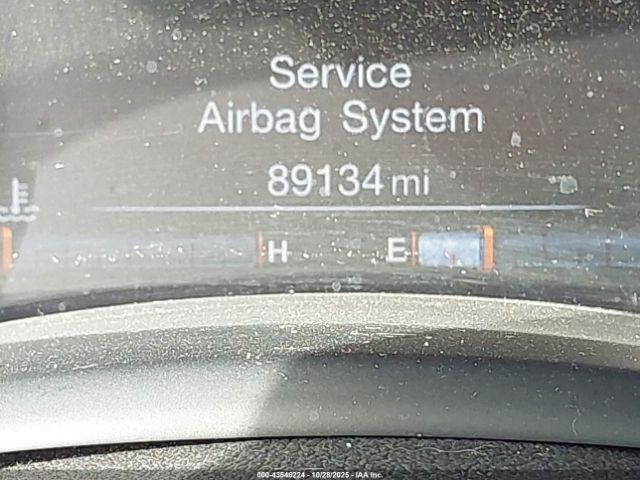 Service
Airbag System
89134 mi
H E
000-43546224 - 10/28/2025 - IAA Inc.